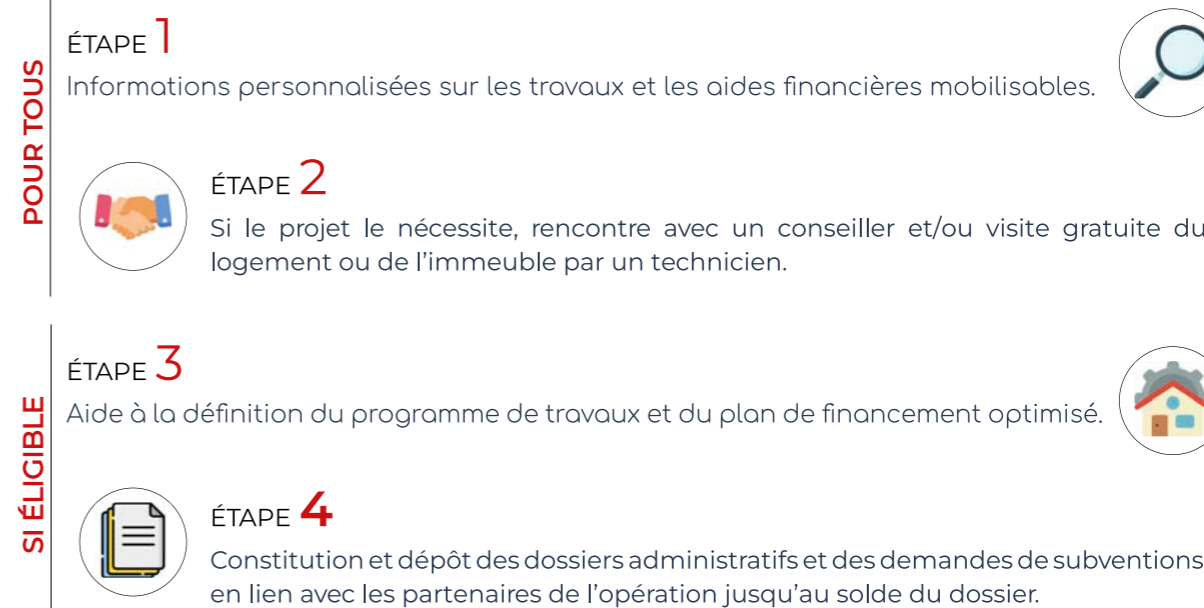 POUR TOUS
ÉTAPE 1
Informations personnalisées sur les travaux et les aides financières mobilisables.
ÉTAPE 2
Si le projet le nécessite, rencontre avec un conseiller et/ou visite gratuite du
logement ou de l’immeuble par un technicien.
SI ÉLIGIBLE
ÉTAPE 3
Aide à la définition du programme de travaux et du plan de financement optimisé.
ÉTAPE 4
Constitution et dépôt des dossiers administratifs et des demandes de subventions
en lien avec les partenaires de l’opération jusqu’au solde du dossier.